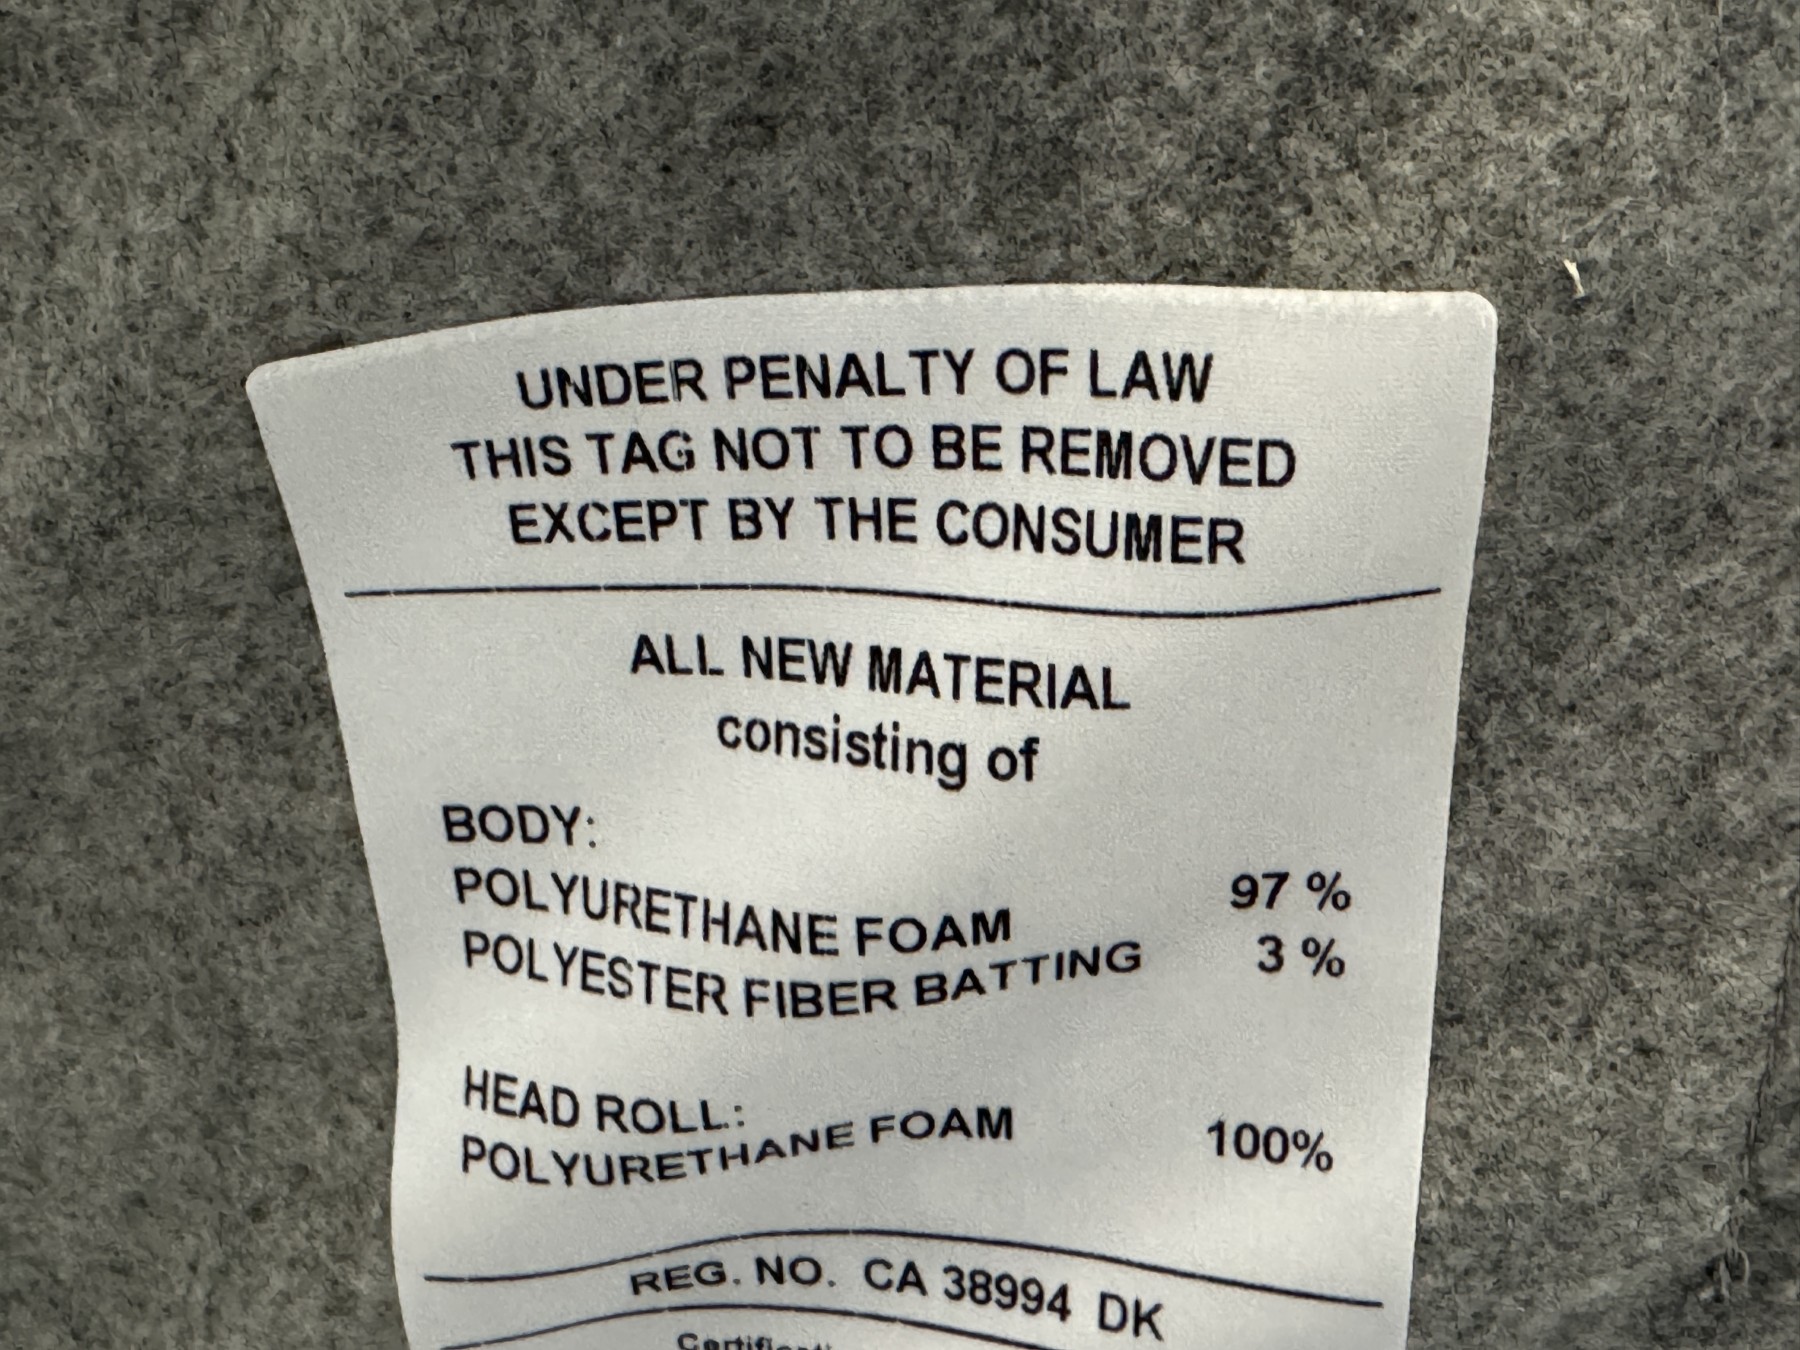 UNDER PENALTY OF LAW
THIS TAG NOT TO BE REMOVED
EXCEPT BY THE CONSUMER
ALL NEW MATERIAL
consisting of
BODY:
POLYURETHANE FOAM 97 %
POLYESTER FIBER BATTING 3 %
HEAD ROLL:
POLYURETHANE FOAM 100%
REG. NO. CA 38994 DK